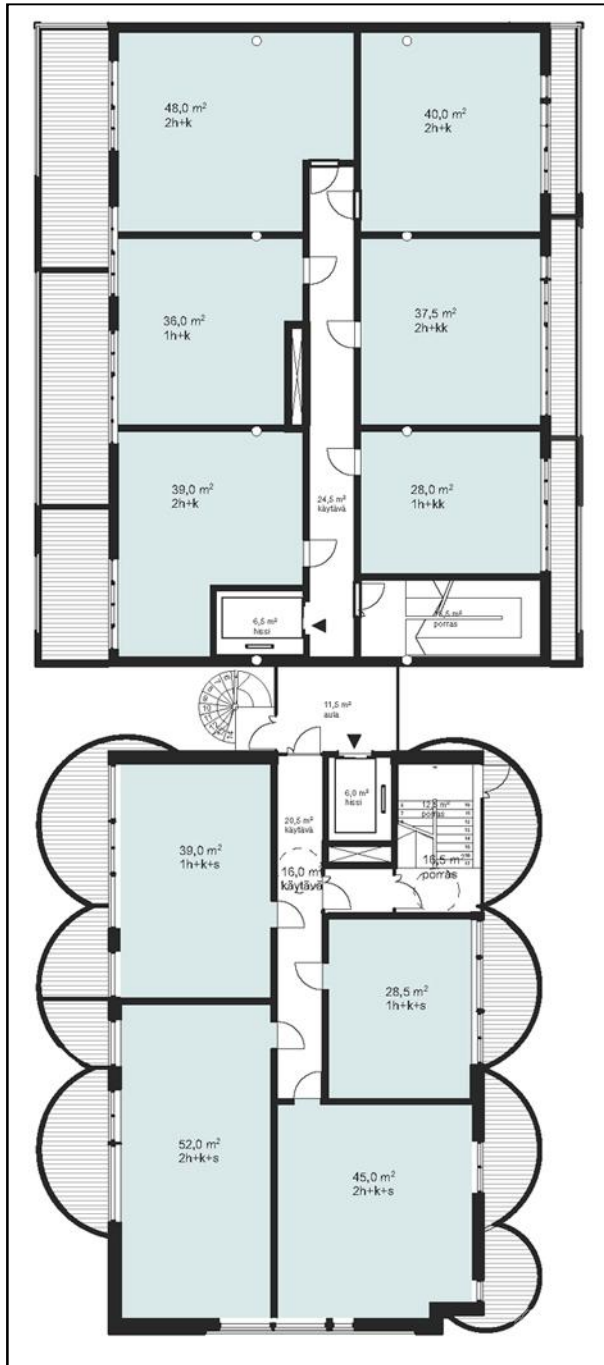 48,0 m²
2h+k
40,0 m²
2h+k
36,0 m²
1h+k
37,5 m²
2h+kk
39,0 m²
2h+k
28,0 m²
1h+kk
24,5 m²
käytävä
6,5 m²
hissi
porras
11,5 m²
aula
20,5 m²
käytävä
6,0 m²
hissi
porras
16,5 m²
porras
39,0 m²
1h+k+s
16,0 m²
käytävä
28,5 m²
1h+k+s
52,0 m²
2h+k+s
45,0 m²
2h+k+s